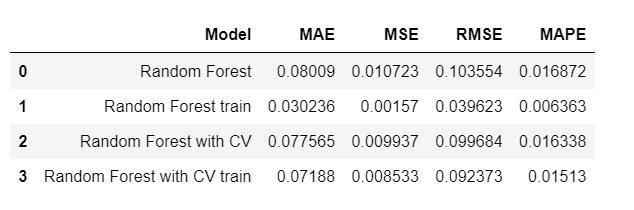 Model MAE MSE RMSE MAPE
0 Random Forest 0.08009 0.010723 0.103554 0.016872
1 Random Forest train 0.030236 0.00157 0.039623 0.006363
2 Random Forest with CV 0.077565 0.009937 0.099684 0.016338
3 Random Forest with CV train 0.07188 0.008533 0.092373 0.01513